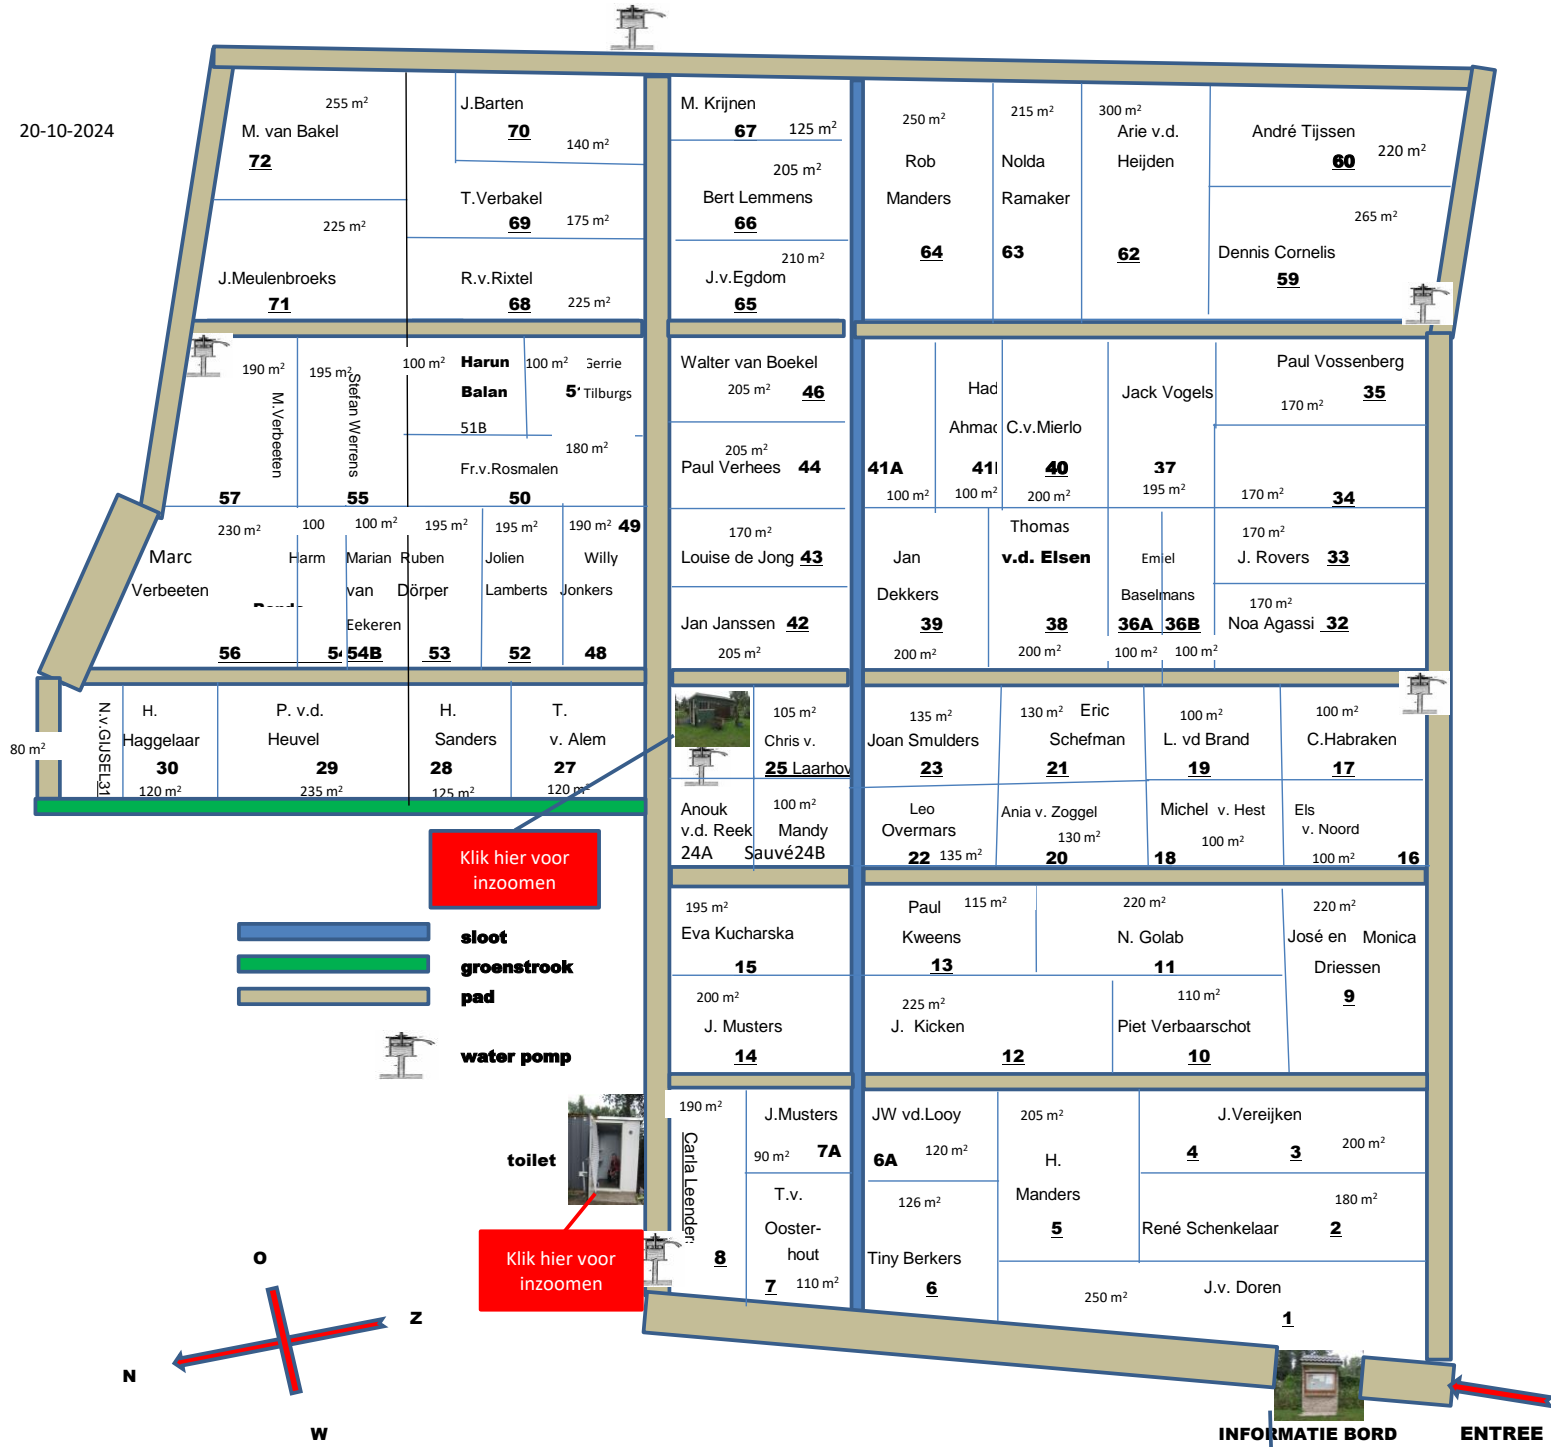 20-10-2024
255 m²
M. van Bakel
72
J.Barten
70
140 m²
225 m²
J.Meulenbroeks
71
T.Verbakel
69 175 m²
R.v.Rixtel
68 225 m²
M. Krijnen
67 125 m²
205 m²
Bert Lemmens
66
210 m²
J.v.Egdom
65
250 m²
Rob
Manders
64
215 m²
Nolda
Ramaker
63
300 m²
Arie v.d.
Heijden
62
André Tijssen
60 220 m²
265 m²
Dennis Cornelis
59
190 m²
M.Verbeeten
57
195 m²
Stefan Werrens
55
100 m²
Harun
Balan
51B
100 m²
Gerrie
Tilburgs
180 m²
Fr.v.Rosmalen
50
Walter van Boekel
205 m² 46
205 m²
Paul Verhees 44
170 m²
Louise de Jong 43
Jan Janssen 42
205 m²
41A
100 m²
Had
Ahmad
100 m²
C.v.Mierlo
40
200 m²
Jack Vogels
37
195 m²
Paul Vossenberg
35
170 m²
170 m² 34
170 m²
J. Rovers 33
170 m²
Noa Agassi 32
230 m²
Marc
Verbeeten
56
100
Harm
100 m²
Marian
van
Eekeren
54B
195 m²
Ruben
Dörper
53
195 m²
Jolien
Lamberts
52
190 m² 49
Willy
Jonkers
48
Jan
Dekkers
39
200 m²
Thomas
v.d. Elsen
38
200 m²
Emiel
Baselmans
36A 36B
100 m² 100 m²
80 m²
N.v.GIJSEL31
H.
Haggelaar
30
120 m²
P. v.d.
Heuvel
29
235 m²
H.
Sanders
28
125 m²
T.
v. Alem
27
120 m²
105 m²
Chris v.
25 Laarhov
Anouk
v.d. Reek
24A
100 m²
Mandy
Sauvé24B
135 m²
Joan Smulders
23
130 m² Eric
Schefman
21
100 m²
L. vd Brand
19
100 m²
C.Habraken
17
Leo
Overmars
22 135 m²
Ania v. Zoggel
130 m²
20
Michel v. Hest
100 m²
18
Els
v. Noord
100 m² 16
Klik hier voor
inzoomen
sloot
groenstrook
pad
water pomp
toilet
Klik hier voor
inzoomen
195 m²
Eva Kucharska
15
200 m²
J. Musters
14
Paul 115 m²
Kweens
13
220 m²
N. Golab
11
220 m²
José en Monica
Driessen
9
225 m²
J. Kicken
12
110 m²
Piet Verbaarschot
10
190 m²
8
J.Musters
90 m² 7A
T.v.
Ooster-
hout
7 110 m²
JW vd.Looy
6A 120 m²
126 m²
Tiny Berkers
6
205 m²
H.
Manders
5
J.Vereijken
4 3 200 m²
180 m²
René Schenkelaar 2
J.v. Doren
250 m²
1
O
Z
N
W
INFORMATIE BORD
ENTREE